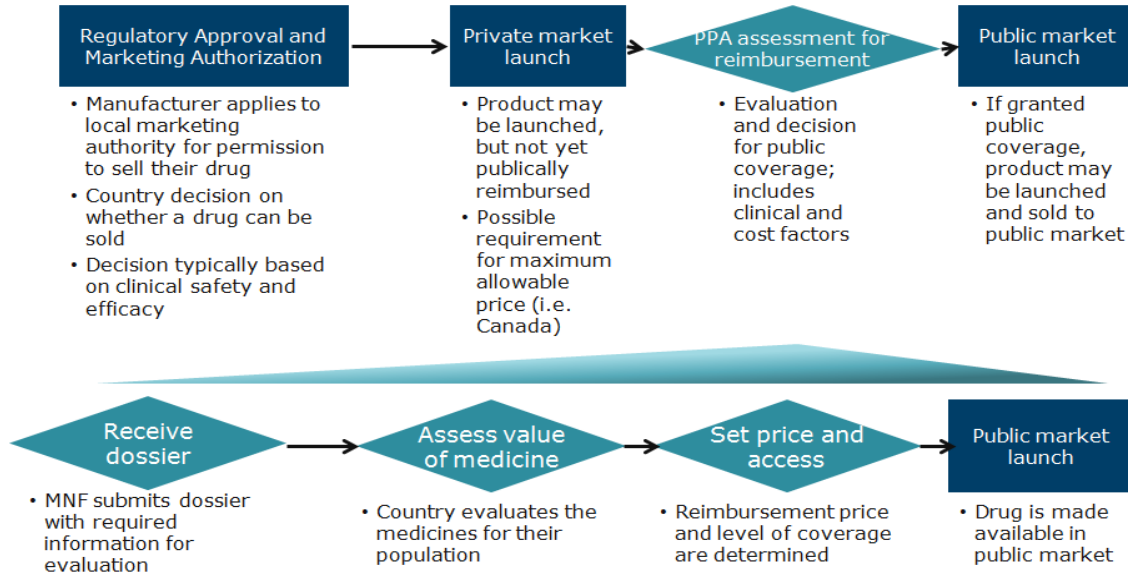 Regulatory Approval and
Marketing Authorization
• Manufacturer applies to
local marketing
authority for permission
to sell their drug
• Country decision on
whether a drug can be
sold
• Decision typically based
on clinical safety and
efficacy
Private market
launch
• Product may
be launched,
but not yet
publically
reimbursed
• Possible
requirement
for maximum
allowable
price (i.e.
Canada)
PPA assessment for
reimbursement
• Evaluation
and decision
for public
coverage;
includes
clinical and
cost factors
Public market
launch
• If granted
public
coverage,
product may
be launched
and sold to
public market
Receive
dossier
• MNF submits dossier
with required
information for
evaluation
Assess value
of medicine
• Country evaluates the
medicines for their
population
Set price and
access
• Reimbursement price
and level of coverage
are determined
Public market
launch
• Drug is made
available in
public market